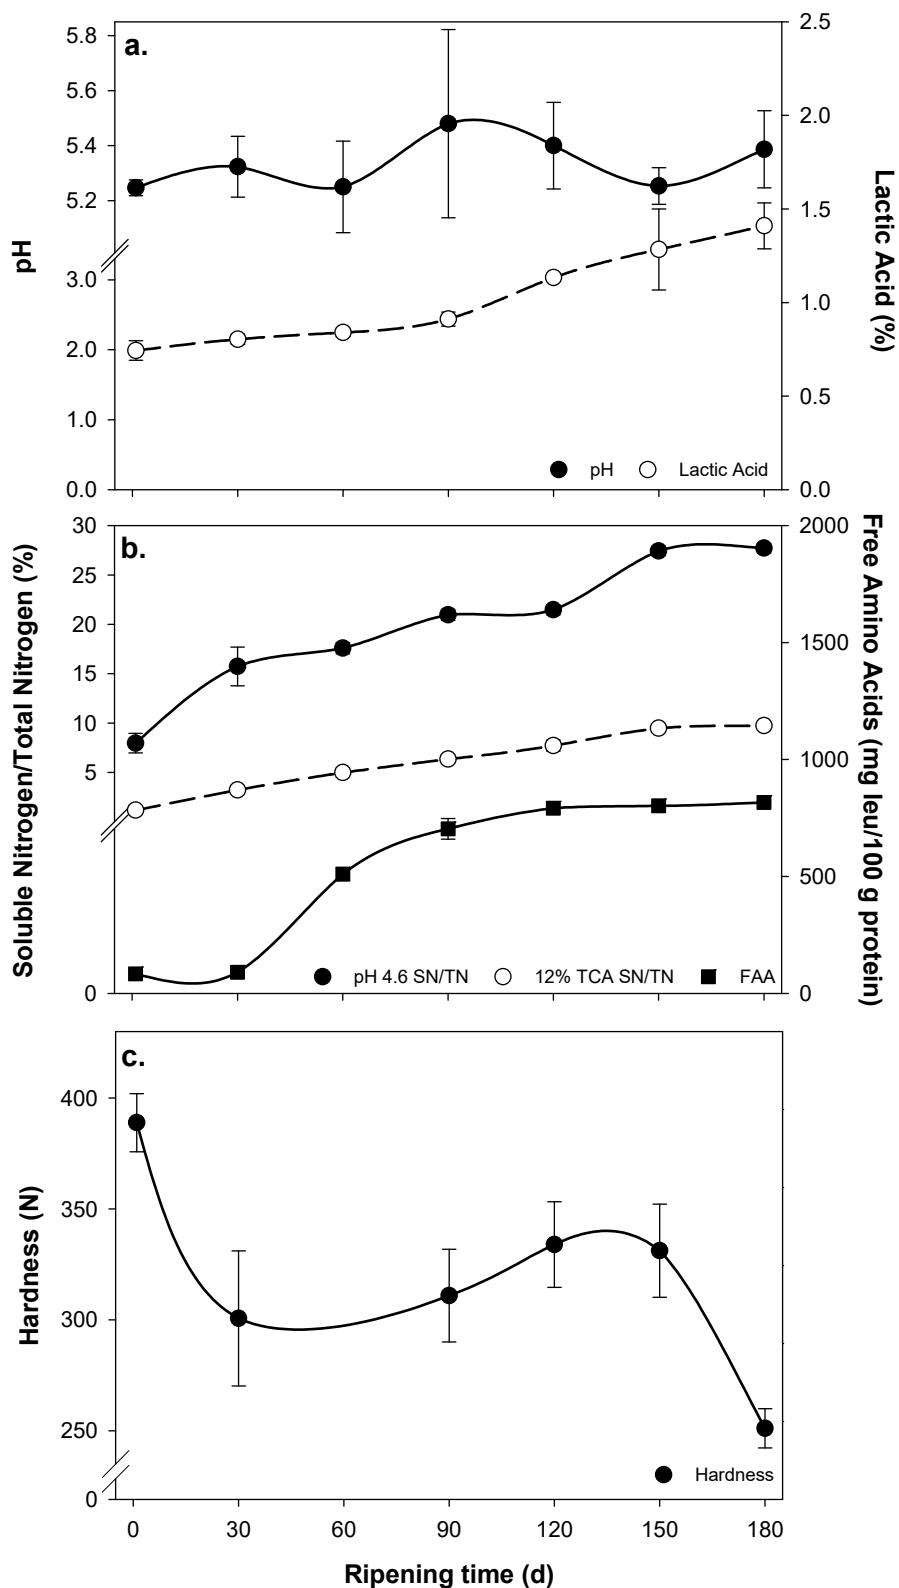 a.
5.8
5.6
5.4
5.2
3.0
2.0
1.0
0.0
pH
2.5
2.0
1.5
1.0
0.5
0.0
Lactic Acid (%)
pH Lactic Acid
b.
30
25
20
15
10
5
0
Soluble Nitrogen/Total Nitrogen (%)
2000
1500
1000
500
0
Free Amino Acids (mg leu/100 g protein)
pH 4.6 SN/TN 12% TCA SN/TN FAA
c.
400
350
300
250
0
Hardness (N)
Hardness
0 30 60 90 120 150 180
Ripening time (d)